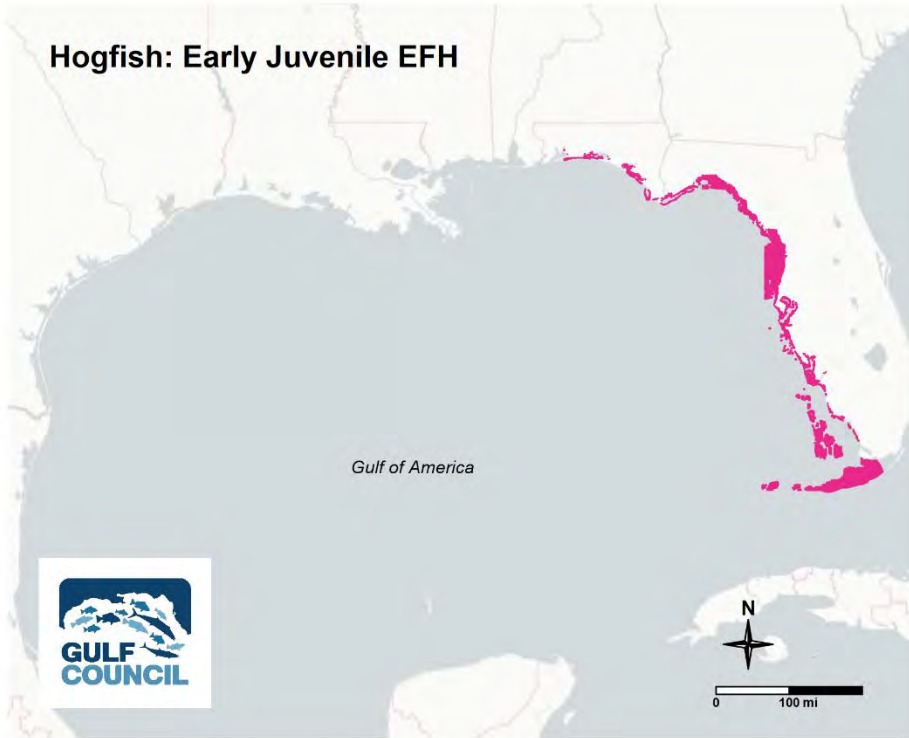 Hogfish: Early Juvenile EFH
Gulf of America
GULF
COUNCIL
N
0 100 mi